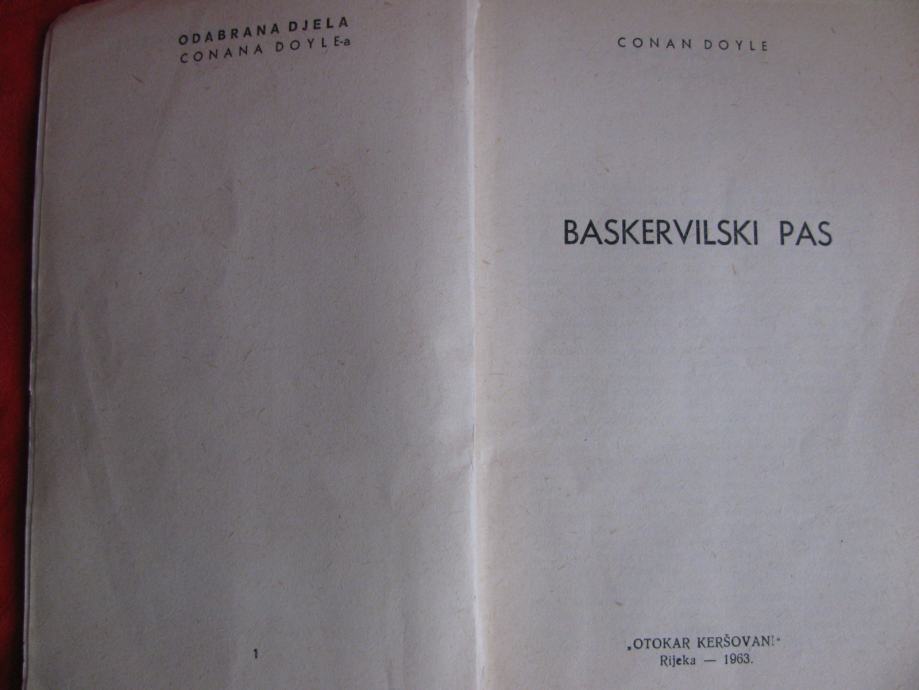 ODABRANA DJELA
CONANA DOYLE-a
1
CONAN DOYLE
BASKERVILSKI PAS
„OTOKAR KERŠOVANI“
Rijeka — 1963.